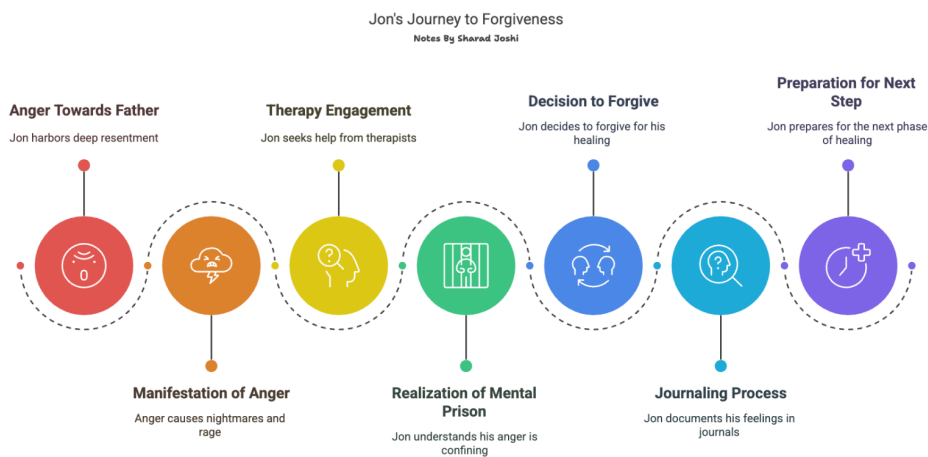 Jon's Journey to Forgiveness
Notes By Sharad Joshi
Anger Towards Father
Jon harbors deep resentment
Manifestation of Anger
Anger causes nightmares and
rage
Therapy Engagement
Jon seeks help from therapists
Realization of Mental
Prison
Jon understands his anger is
confining
Decision to Forgive
Jon decides to forgive for his
healing
Journaling Process
Jon documents his feelings in
journals
Preparation for Next
Step
Jon prepares for the next phase
of healing